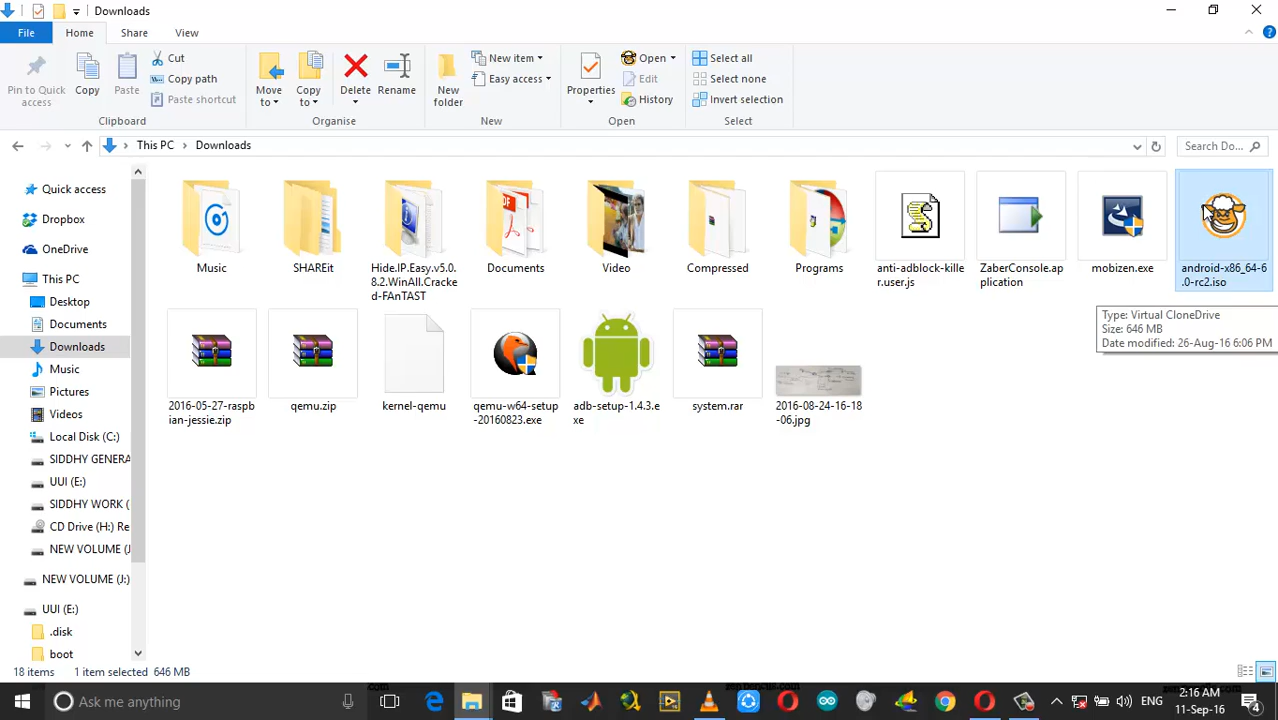 Downloads
File
Home
Share
View
Pin to Quick
access
Copy
Paste
Cut
Copy path
Paste shortcut
Clipboard
Move
to
Copy
to
Delete
Rename
Organise
New
folder
New item
Easy access
New
Properties
Open
Edit
History
Open
Select all
Select none
Invert selection
Select
This PC
Downloads
Search Do...
Quick access
Dropbox
OneDrive
This PC
Desktop
Documents
Downloads
Music
Pictures
Videos
Local Disk (C:)
SIDDHY GENERA
UUI (E:)
SIDDHY WORK (
CD Drive (H:) Re
NEW VOLUME (J
NEW VOLUME (J:)
UUI (E:)
.disk
boot
Music
SHAREit
Hide.IP.Easy.v5.0.
8.2.WinAll.Cracke
d-FAnTAST
Documents
Video
Compressed
Programs
anti-adblock-kille
r.user.js
ZaberConsole.ap
plication
mobizen.exe
android-x86_64-6
.0-rc2.iso
Type: Virtual CloneDrive
Size: 646 MB
Date modified: 26-Aug-16 6:06 PM
2016-05-27-raspb
ian-jessie.zip
qemu.zip
kernel-qemu
qemu-w64-setup
-20160823.exe
adb-setup-1.4.3.e
xe
system.rar
2016-08-24-16-18
-06.jpg
18 items
1 item selected
646 MB
Ask me anything
ENG
2:16 AM
11-Sep-16
4